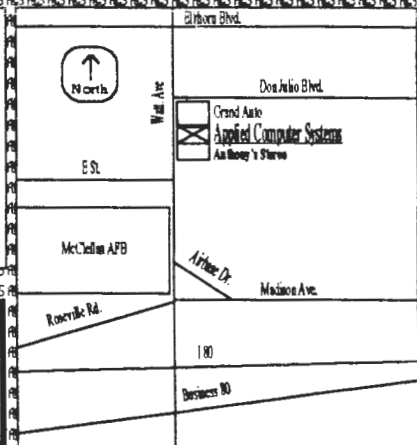 Elkhorn Blvd.
North
Watt Ave
Don Julio Blvd.
Grand Auto
Applied Computer Systems
Anthony's Stores
E St.
McClellan AFB
Airbase Dr.
Madison Ave.
Roseville Rd.
I 80
Business 80